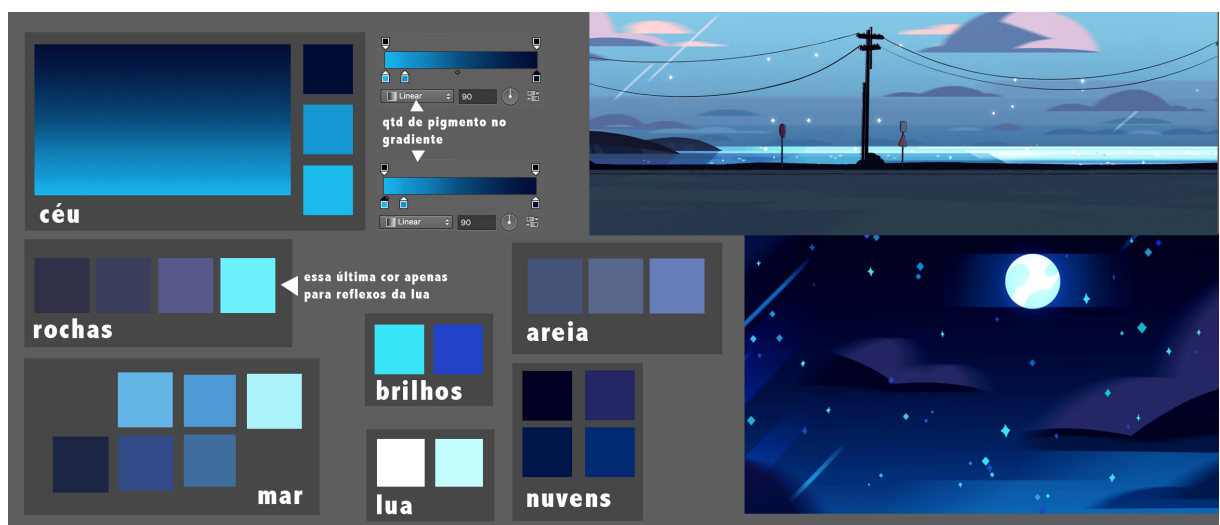 céu
Linear
90
qtd de pigmento no
gradiente
Linear
90
rochas
essa última cor apenas
para reflexos da lua
areia
brilhos
mar
lua
nuvens